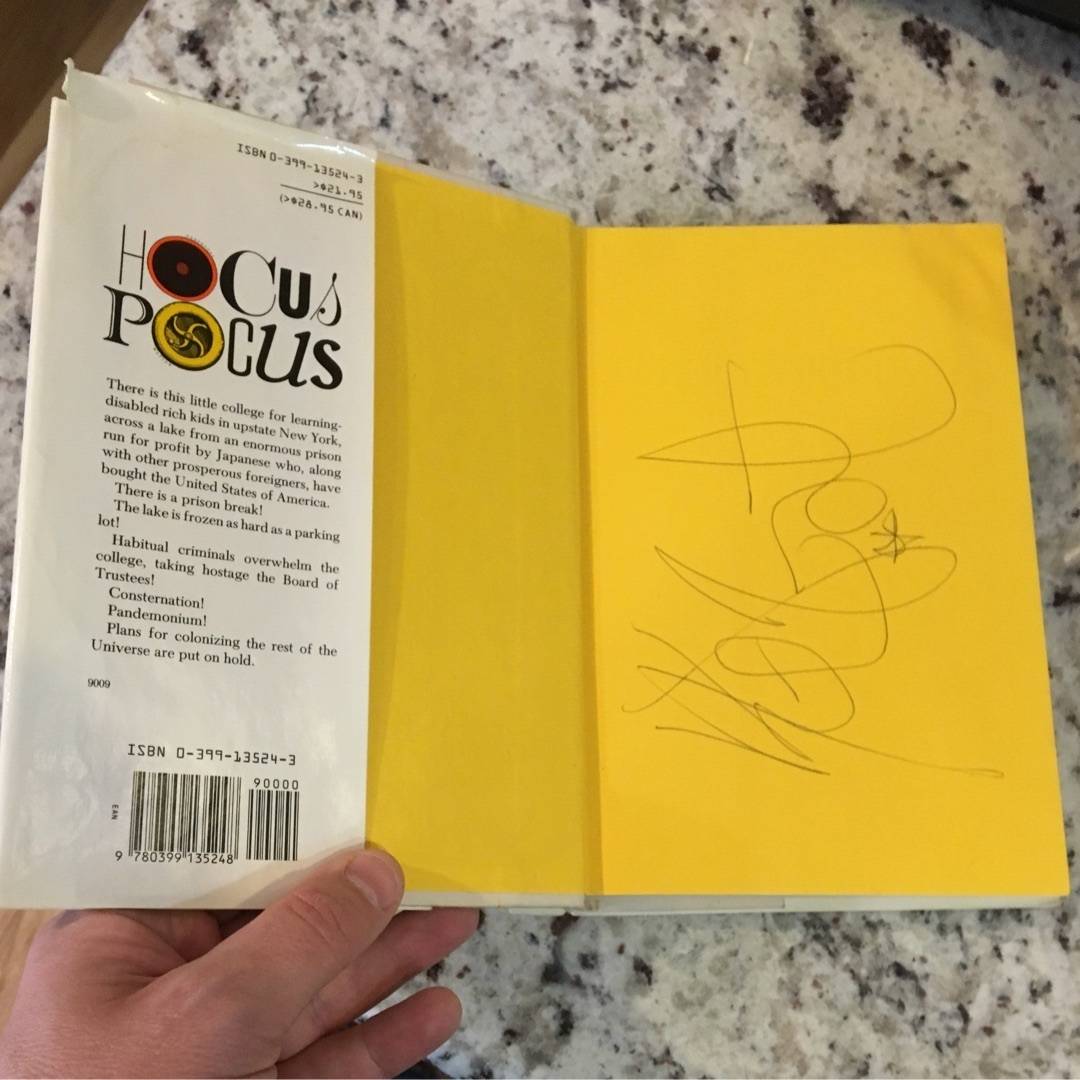 ISBN 0-399-13524-3
>$21.95
(>$28.95 CAN)
HOCUS
POCUS
There is this little college for learning-
disabled rich kids in upstate New York,
across a lake from an enormous prison
run for profit by Japanese who, along
with other prosperous foreigners, have
bought the United States of America.
There is a prison break!
The lake is frozen as hard as a parking
lot!
Habitual criminals overwhelm the
college, taking hostage the Board of
Trustees!
Consternation!
Pandemonium!
Plans for colonizing the rest of the
Universe are put on hold.
9009
ISBN 0-399-13524-3
90000
EAN
9 780399 135248